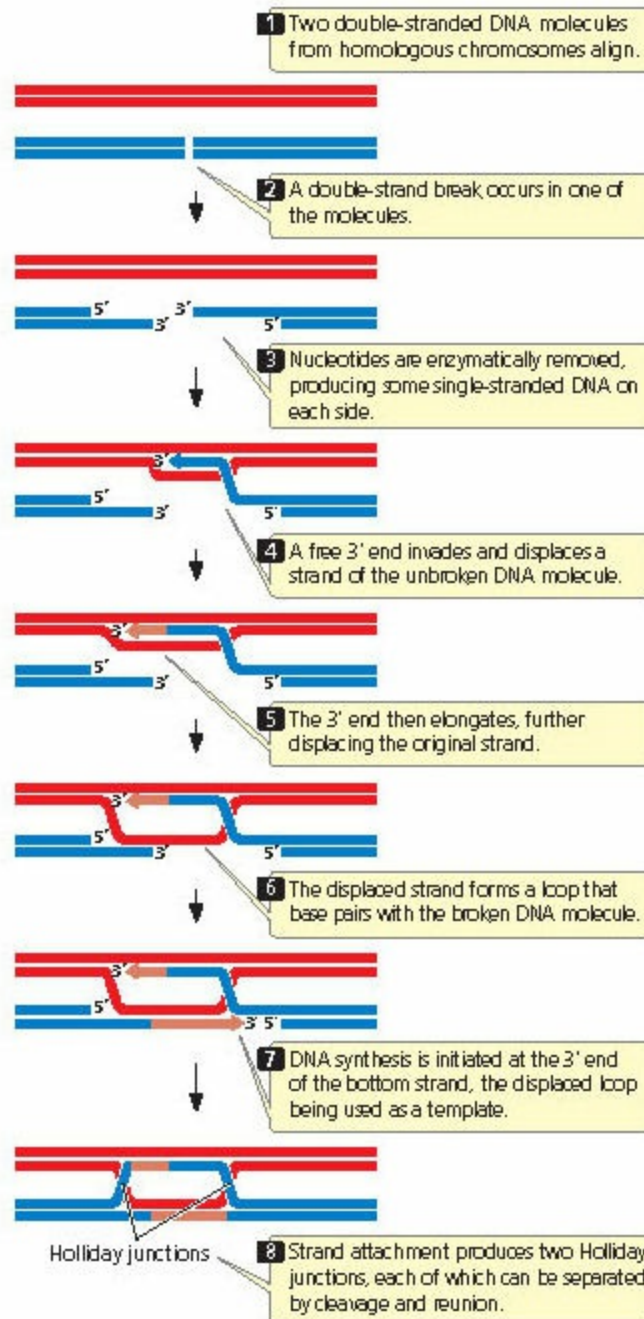 1 Two double-stranded DNA molecules
from homologous chromosomes align.
2 A double-strand break occurs in one of
the molecules.
5' 3'
3' 5'
3 Nucleotides are enzymatically removed,
producing some single-stranded DNA on
each side.
3'
5'
3' 5'
4 A free 3' end invades and displaces a
strand of the unbroken DNA molecule.
3'
5'
3' 5'
5 The 3' end then elongates, further
displacing the original strand.
3'
5'
3' 5'
6 The displaced strand forms a loop that
base pairs with the broken DNA molecule.
3'
5'
3' 5'
7 DNA synthesis is initiated at the 3' end
of the bottom strand, the displaced loop
being used as a template.
Holliday junctions
8 Strand attachment produces two Holliday
junctions, each of which can be separated
by cleavage and reunion.